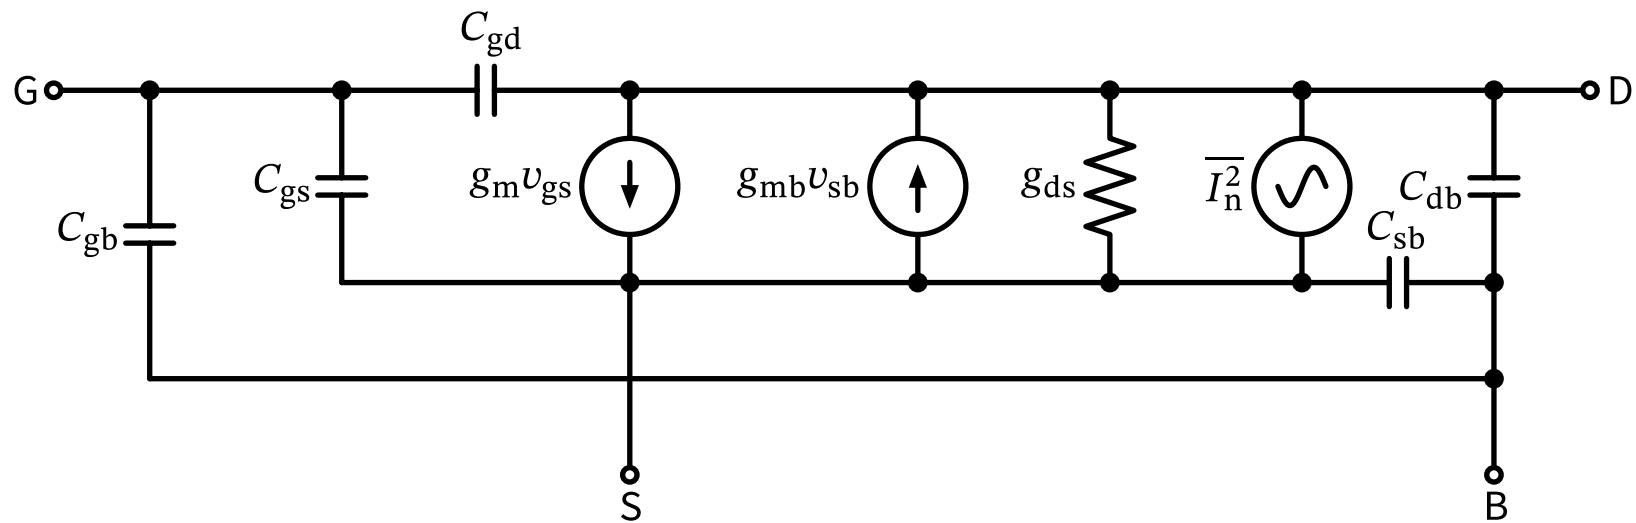 C_gd
G
D
C_gs
g_m v_gs
g_mb v_sb
g_ds
\overline{I_n^2}
C_db
C_gb
C_sb
S
B